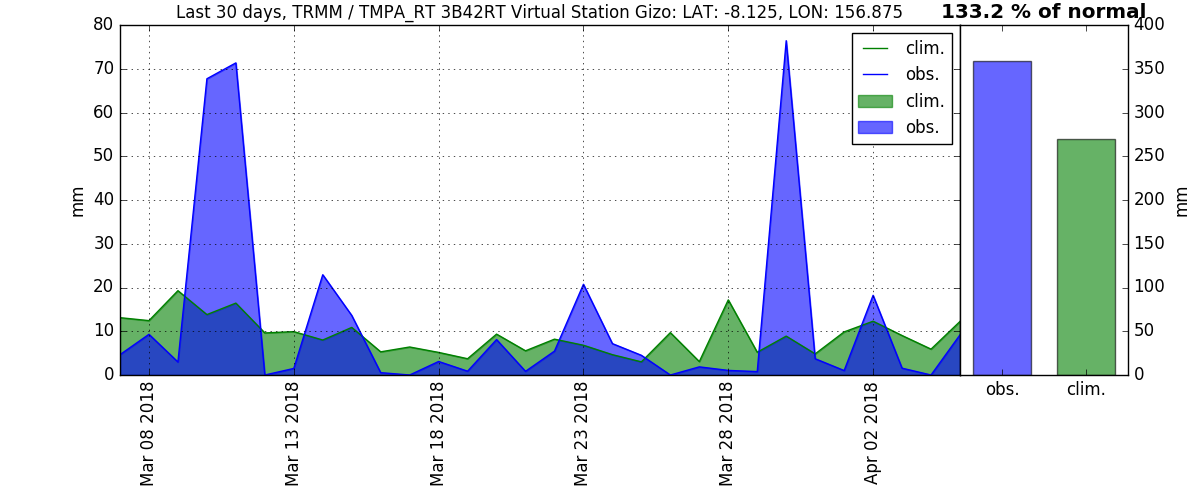 Last 30 days, TRMM / TMPA_RT 3B42RT Virtual Station Gizo: LAT: -8.125, LON: 156.875
133.2 % of normal
80
70
60
50
40
30
20
10
0
mm
clim.
obs.
clim.
obs.
400
350
300
250
200
150
100
50
0
mm
obs.
clim.
Mar 08 2018
Mar 13 2018
Mar 18 2018
Mar 23 2018
Mar 28 2018
Apr 02 2018